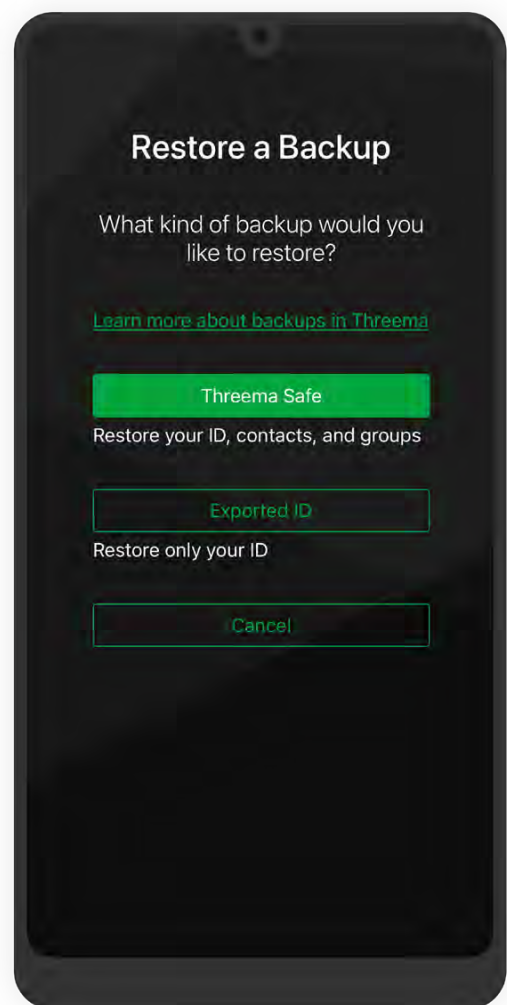 Restore a Backup
What kind of backup would you
like to restore?
Learn more about backups in Threema
Threema Safe
Restore your ID, contacts, and groups
Exported ID
Restore only your ID
Cancel